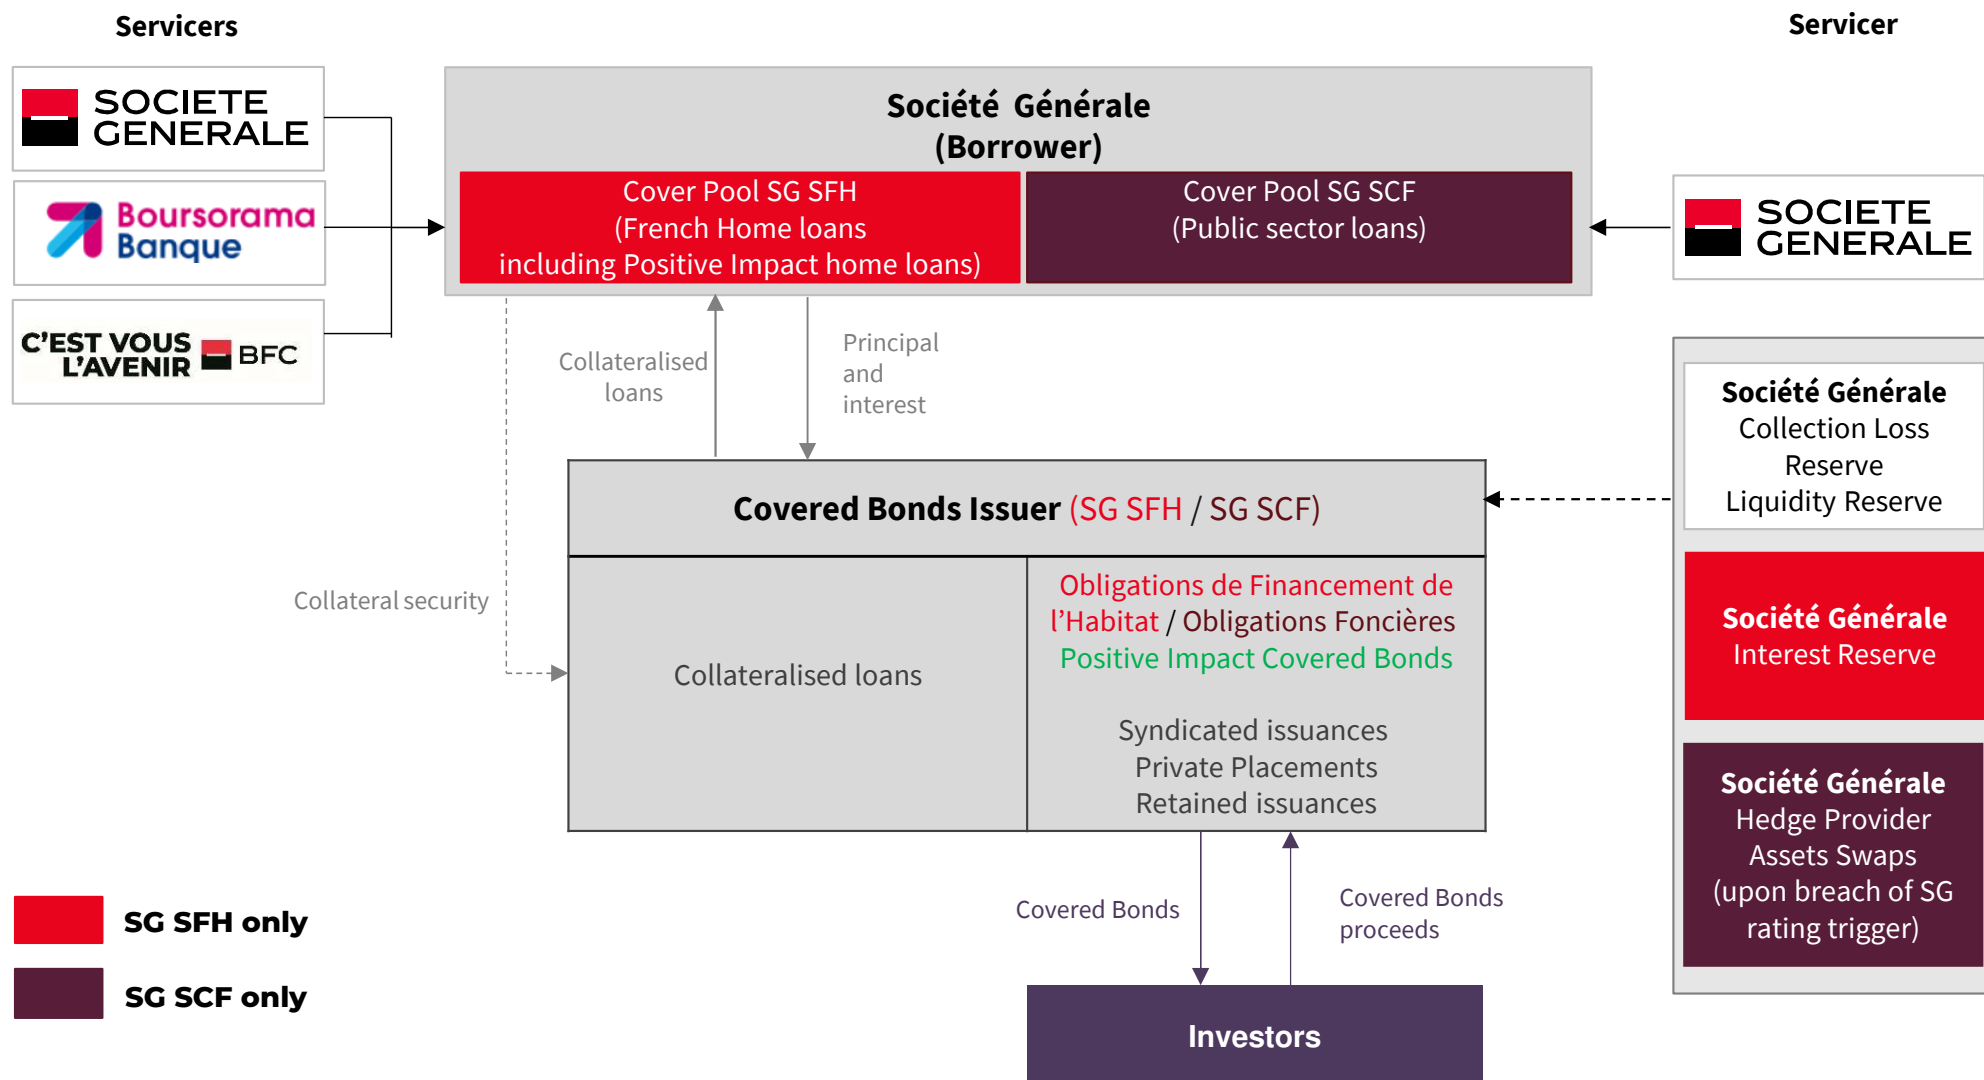 Servicers
Servicer
SOCIETE
GENERALE
Boursorama
Banque
C'EST VOUS
L'AVENIR BFC
Société Générale
(Borrower)
Cover Pool SG SFH
(French Home loans
including Positive Impact home loans)
Cover Pool SG SCF
(Public sector loans)
SOCIETE
GENERALE
Collateralised
loans
Principal
and
interest
Collateral security
Covered Bonds Issuer (SG SFH / SG SCF)
Collateralised loans
Obligations de Financement de
l’Habitat / Obligations Foncières
Positive Impact Covered Bonds
Syndicated issuances
Private Placements
Retained issuances
Société Générale
Collection Loss
Reserve
Liquidity Reserve
Société Générale
Interest Reserve
Société Générale
Hedge Provider
Assets Swaps
(upon breach of SG
rating trigger)
Covered Bonds
Covered Bonds
proceeds
Investors
SG SFH only
SG SCF only